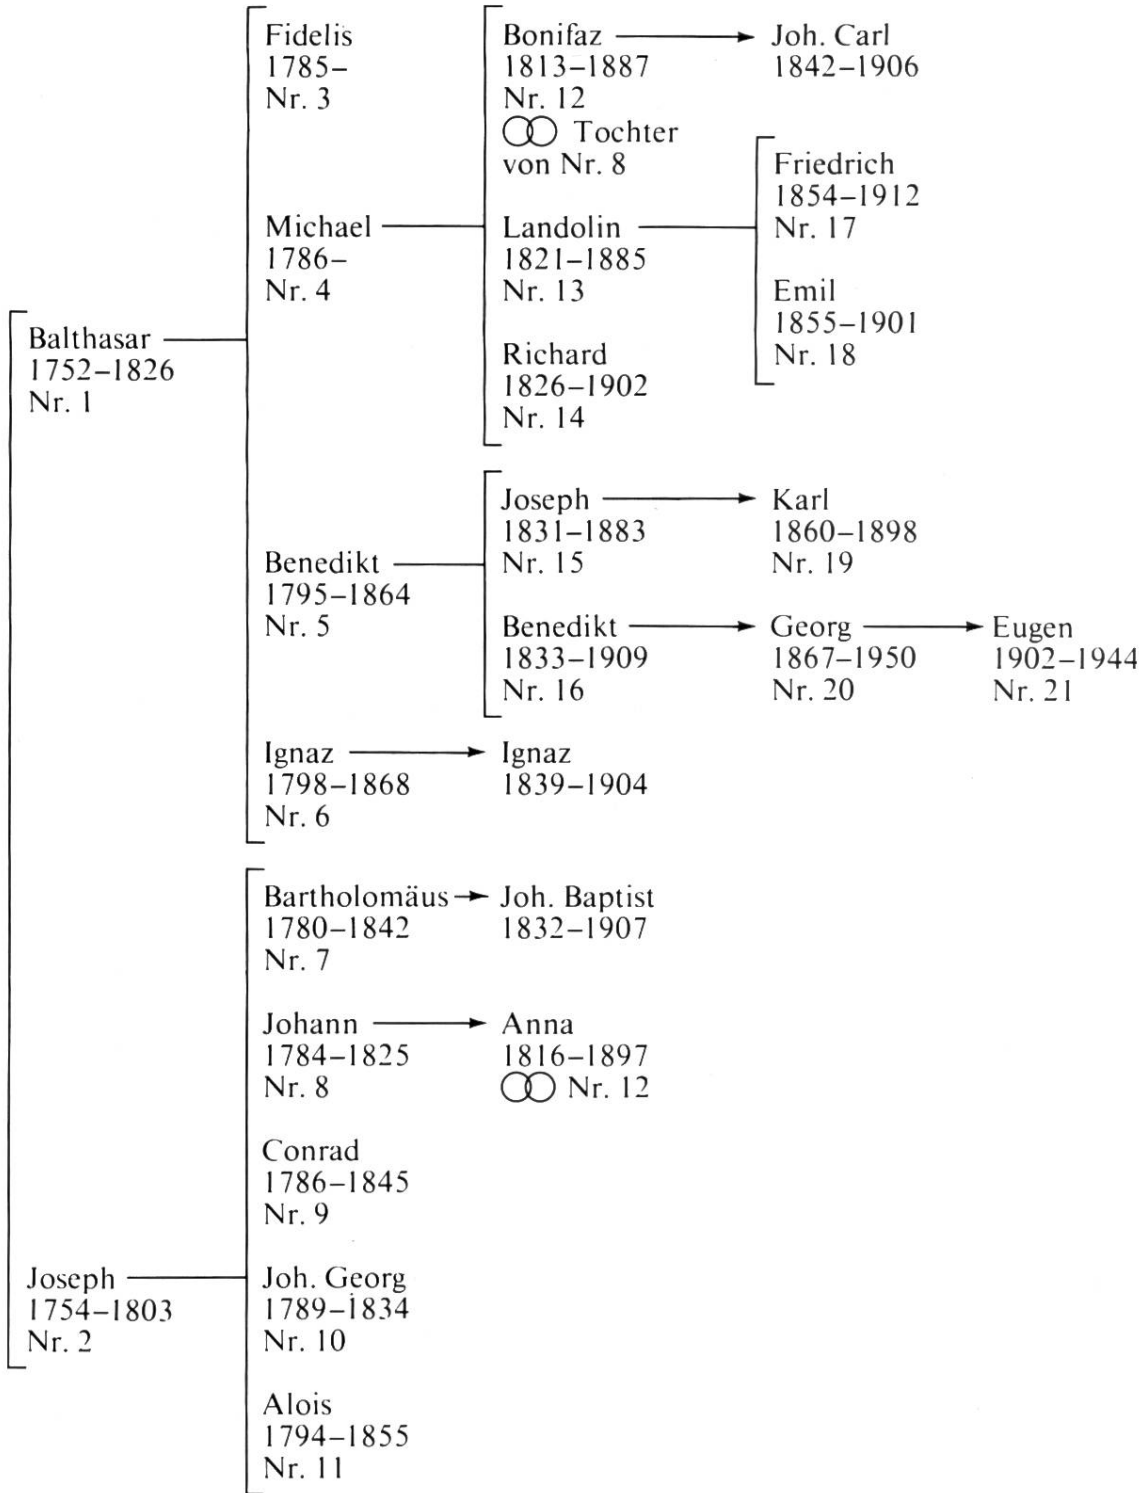 Balthasar
1752–1826
Nr. 1
Joseph
1754–1803
Nr. 2
Fidelis
1785–
Nr. 3
Michael
1786–
Nr. 4
Benedikt
1795–1864
Nr. 5
Ignaz
1798–1868
Nr. 6
Bartholomäus
1780–1842
Nr. 7
Johann
1784–1825
Nr. 8
Conrad
1786–1845
Nr. 9
Joh. Georg
1789–1834
Nr. 10
Alois
1794–1855
Nr. 11
Bonifaz
1813–1887
Nr. 12
Tochter
von Nr. 8
Landolin
1821–1885
Nr. 13
Richard
1826–1902
Nr. 14
Joseph
1831–1883
Nr. 15
Benedikt
1833–1909
Nr. 16
Ignaz
1839–1904
Joh. Baptist
1832–1907
Anna
1816–1897
Nr. 12
Joh. Carl
1842–1906
Friedrich
1854–1912
Nr. 17
Emil
1855–1901
Nr. 18
Karl
1860–1898
Nr. 19
Georg
1867–1950
Nr. 20
Eugen
1902–1944
Nr. 21